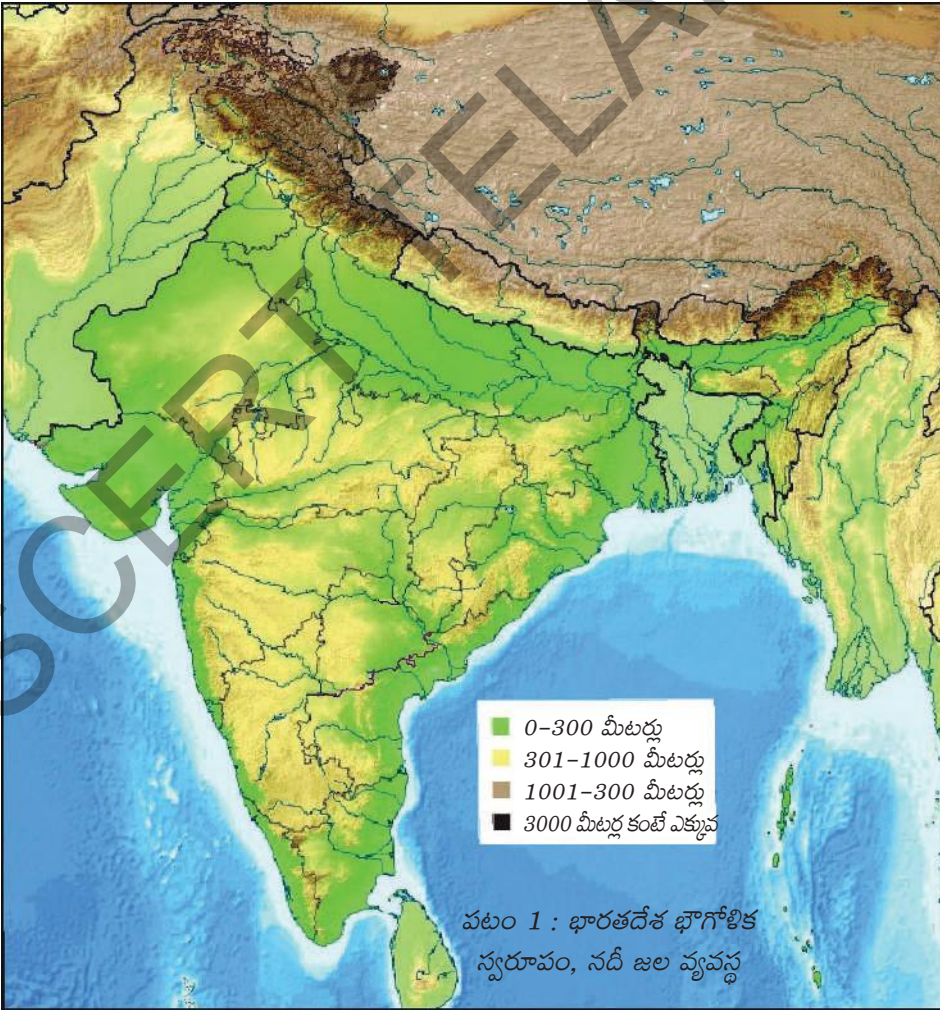 SCERT TELA
0-300 మీటర్లు
301-1000 మీటర్లు
1001-300 మీటర్లు
3000 మీటర్ల కంటే ఎక్కువ
పటం 1 : భారతదేశ భౌగోళిక
స్వరూపం, నదీ జల వ్యవస్థ